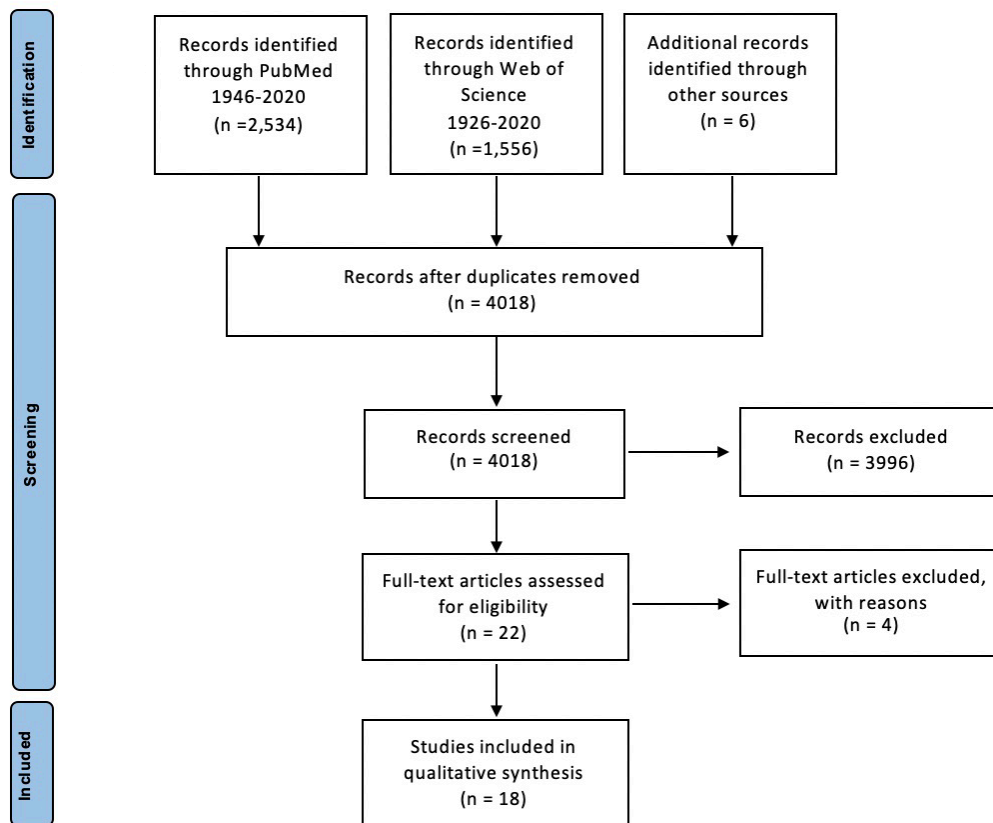 Identification
Records identified
through PubMed
1946-2020
(n =2,534)
Records identified
through Web of
Science
1926-2020
(n =1,556)
Additional records
identified through
other sources
(n = 6)
Screening
Records after duplicates removed
(n = 4018)
Records screened
(n = 4018)
Records excluded
(n = 3996)
Full-text articles assessed
for eligibility
(n = 22)
Full-text articles excluded,
with reasons
(n = 4)
Included
Studies included in
qualitative synthesis
(n = 18)